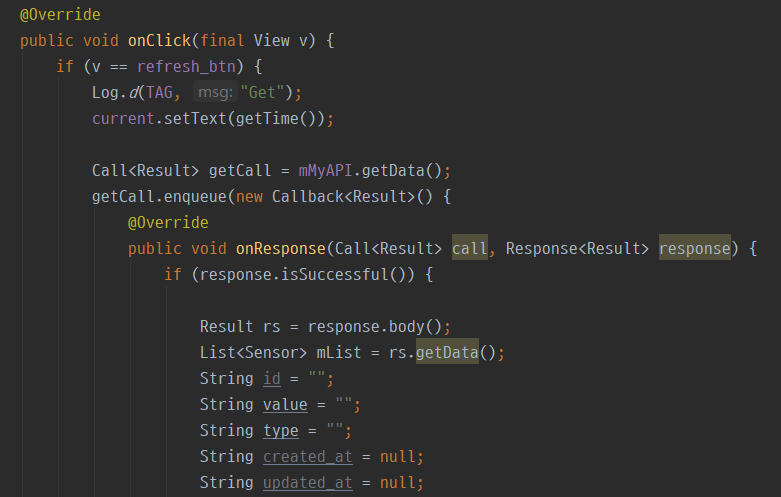 @Override
public void onClick(final View v) {
if (v == refresh_btn) {
Log.d(TAG, msg: "Get");
current.setText(getTime());
Call<Result> getCall = mMyAPI.getData();
getCall.enqueue(new Callback<Result>() {
@Override
public void onResponse(Call<Result> call, Response<Result> response) {
if (response.isSuccessful()) {
Result rs = response.body();
List<Sensor> mList = rs.getData();
String id = "";
String value = "";
String type = "";
String created_at = null;
String updated_at = null;